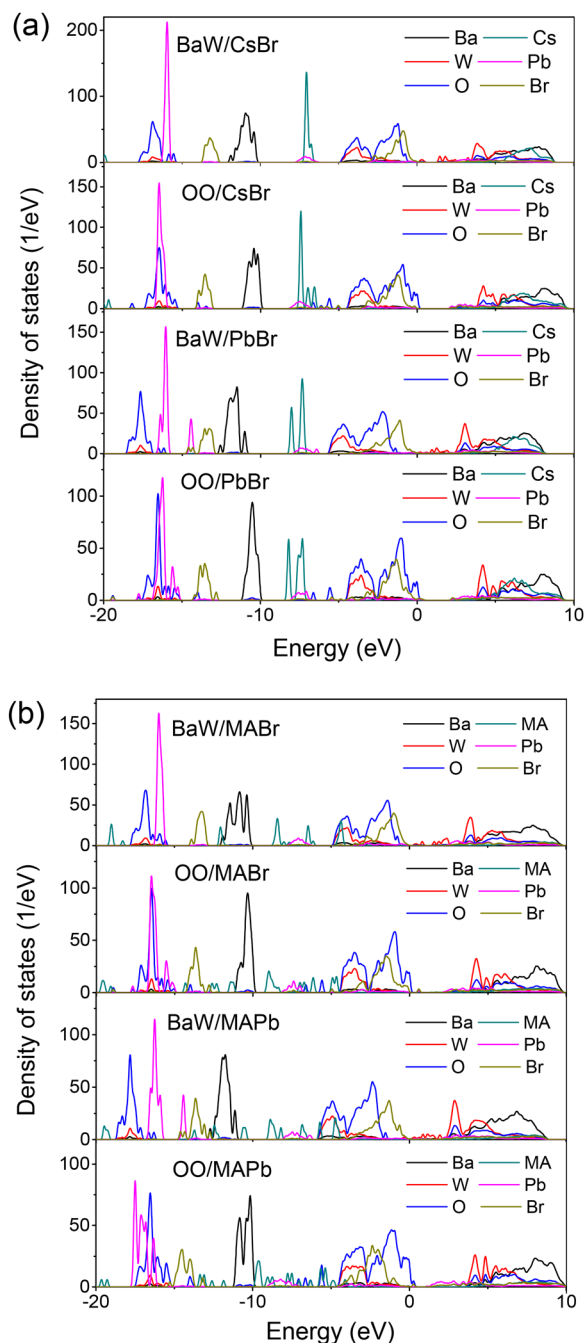 (a)
BaW/CsBr
Ba Cs
W Pb
O Br
200
150
100
50
0
OO/CsBr
Ba Cs
W Pb
O Br
150
100
50
0
BaW/PbBr
Ba Cs
W Pb
O Br
150
100
50
0
OO/PbBr
Ba Cs
W Pb
O Br
100
50
0
-20 -10 0 10
Energy (eV)
Density of states (1/eV)
(b)
BaW/MABr
Ba MA
W Pb
O Br
150
100
50
0
OO/MABr
Ba MA
W Pb
O Br
100
50
0
BaW/MAPb
Ba MA
W Pb
O Br
100
50
0
OO/MAPb
Ba MA
W Pb
O Br
100
50
0
-20 -10 0 10
Energy (eV)
Density of states (1/eV)